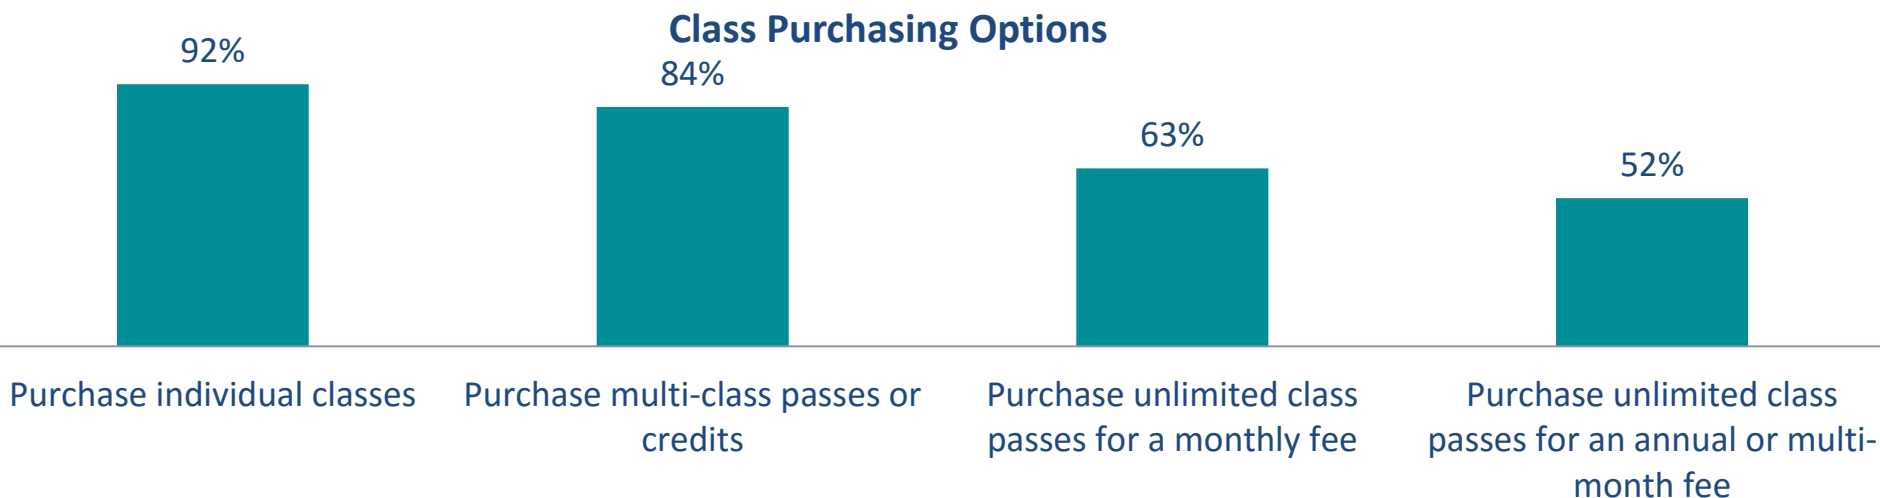 Class Purchasing Options
92%
84%
63%
52%
Purchase individual classes
Purchase multi-class passes or
credits
Purchase unlimited class
passes for a monthly fee
Purchase unlimited class
passes for an annual or multi-
month fee